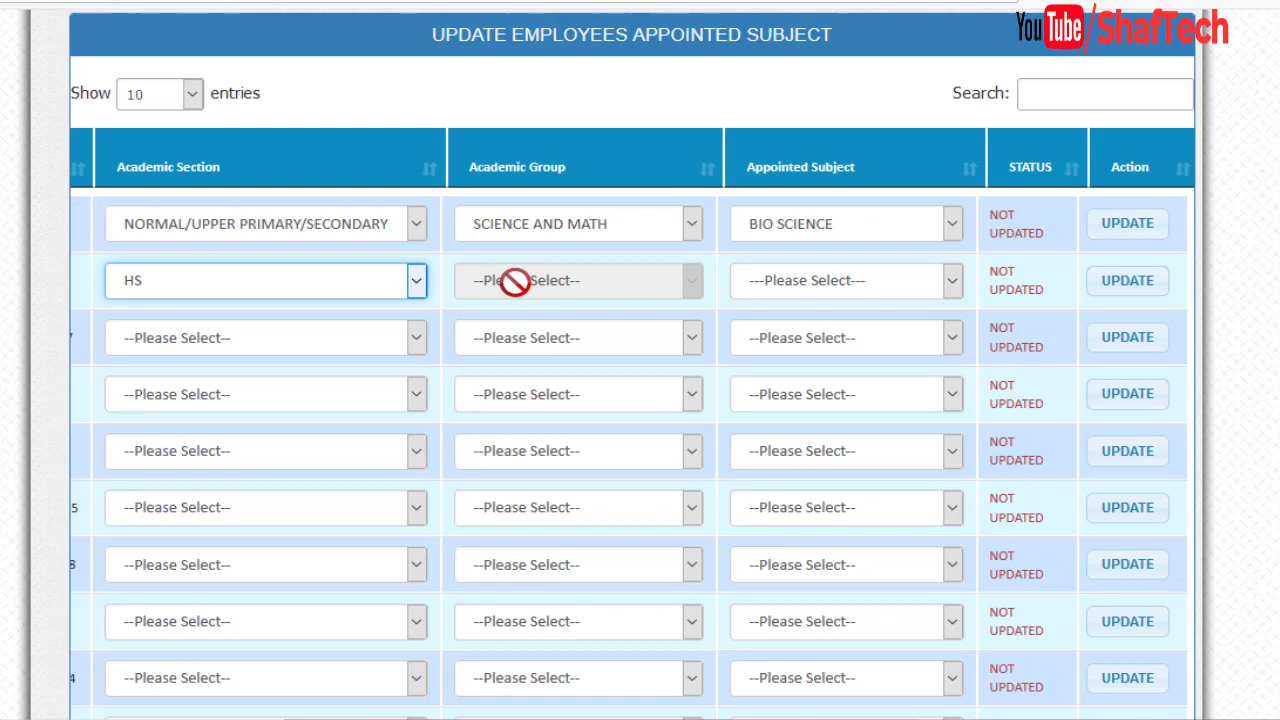 YouTube/ShafTech
UPDATE EMPLOYEES APPOINTED SUBJECT
Show 10 entries Search:
Academic Section Academic Group Appointed Subject STATUS Action
NORMAL/UPPER PRIMARY/SECONDARY SCIENCE AND MATH BIO SCIENCE NOT UPDATED UPDATE
HS --Please Select-- ---Please Select--- NOT UPDATED UPDATE
7 --Please Select-- --Please Select-- --Please Select-- NOT UPDATED UPDATE
--Please Select-- --Please Select-- --Please Select-- NOT UPDATED UPDATE
--Please Select-- --Please Select-- --Please Select-- NOT UPDATED UPDATE
5 --Please Select-- --Please Select-- --Please Select-- NOT UPDATED UPDATE
8 --Please Select-- --Please Select-- --Please Select-- NOT UPDATED UPDATE
--Please Select-- --Please Select-- --Please Select-- NOT UPDATED UPDATE
4 --Please Select-- --Please Select-- --Please Select-- NOT UPDATED UPDATE